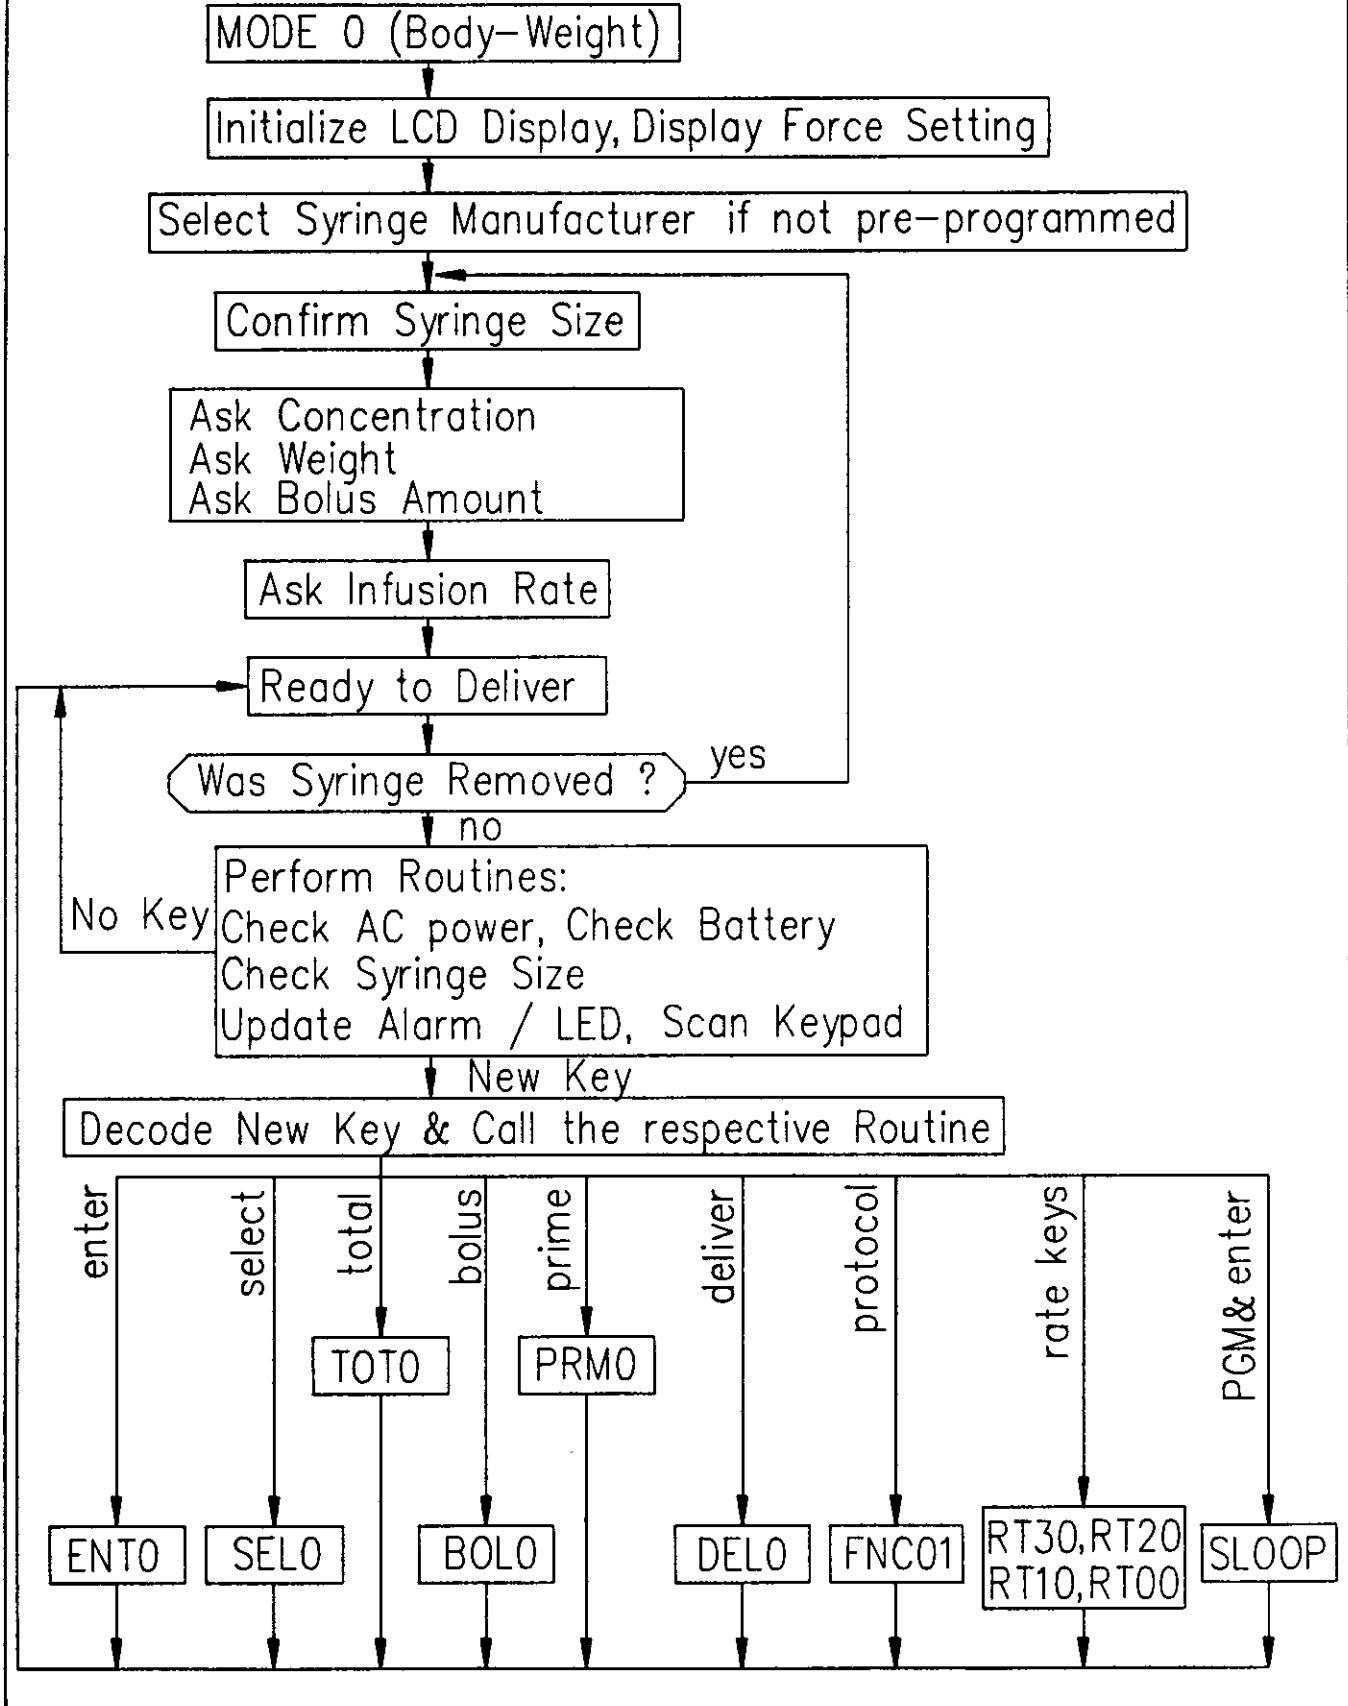 MODE 0 (Body-Weight)
Initialize LCD Display, Display Force Setting
Select Syringe Manufacturer if not pre-programmed
Confirm Syringe Size
Ask Concentration
Ask Weight
Ask Bolus Amount
Ask Infusion Rate
Ready to Deliver
Was Syringe Removed ?
yes
no
Perform Routines:
No Key
Check AC power, Check Battery
Check Syringe Size
Update Alarm / LED, Scan Keypad
New Key
Decode New Key & Call the respective Routine
enter
select
total
bolus
prime
deliver
protocol
rate keys
PGM& enter
TOT0
PRM0
ENT0
SEL0
BOL0
DEL0
FNC01
RT30,RT20
RT10,RT00
SLOOP